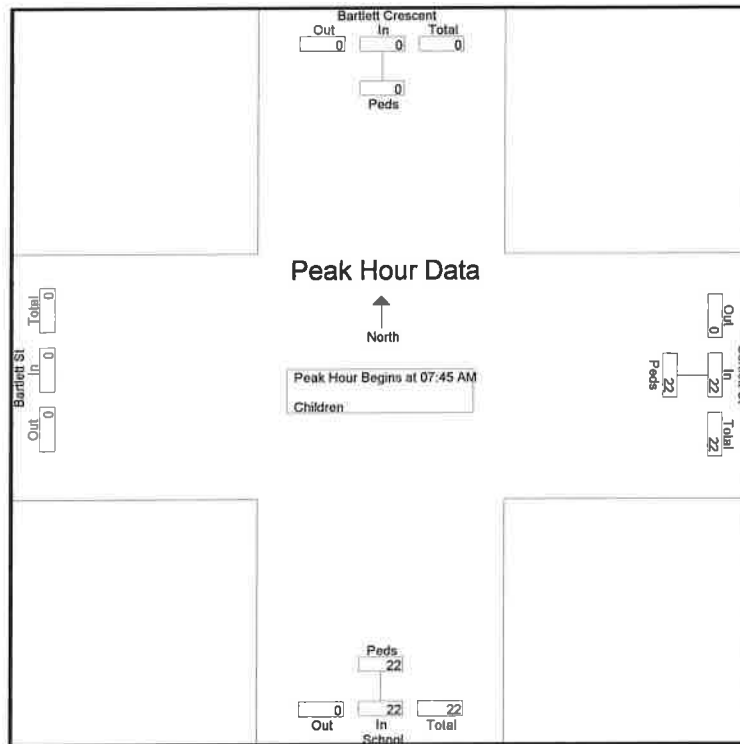 Bartlett Crescent
Out In Total
0 0 0
0
Peds
Peak Hour Data
North
Peak Hour Begins at 07:45 AM
Children
Bartlett St
Total In Out
0 0 0
Out In Total
0 22 22
22
Peds
Peds
22
0 22 22
Out In Total
School